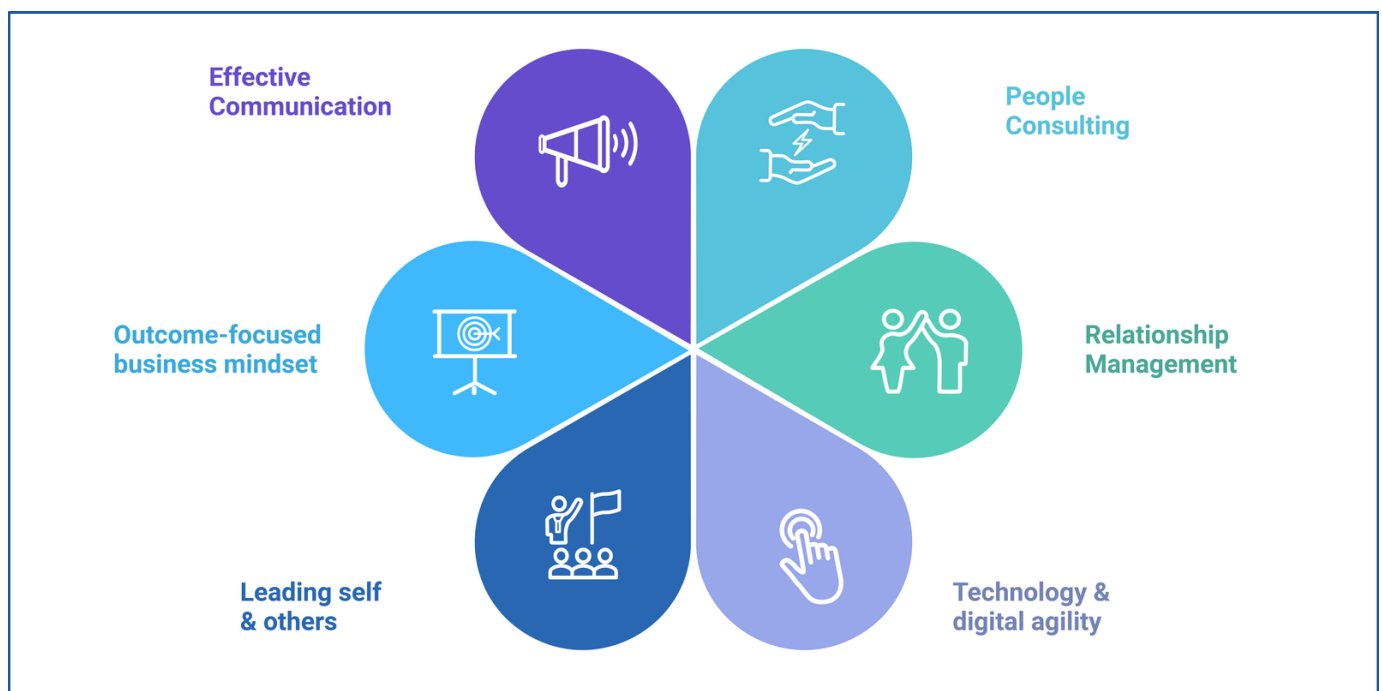 Effective
Communication
People
Consulting
Outcome-focused
business mindset
Relationship
Management
Leading self
& others
Technology &
digital agility